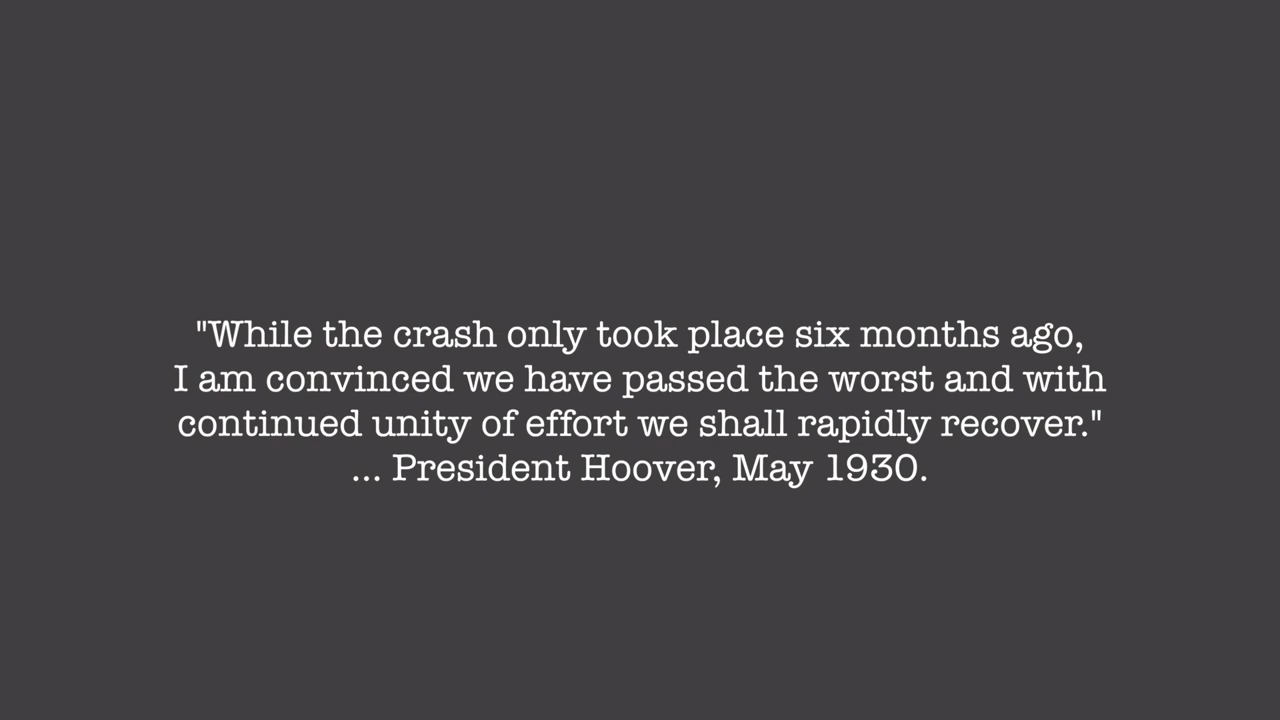 "While the crash only took place six months ago,
I am convinced we have passed the worst and with
continued unity of effort we shall rapidly recover."
... President Hoover, May 1930.